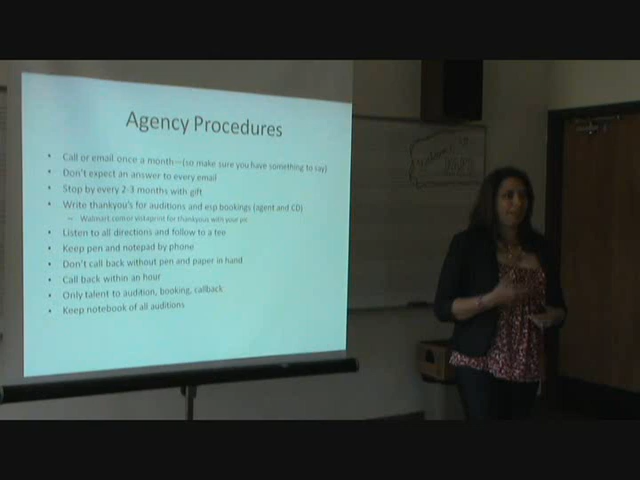 Agency Procedures
• Call or email once a month—(so make sure you have something to say)
• Don't expect an answer to every email
• Stop by every 2-3 months with gift
• Write thankyou's for auditions and esp bookings (agent and CD)
– Walmart.com or vistaprint for thankyous with your pic
• Listen to all directions and follow to a tee
• Keep pen and notepad by phone
• Don't call back without pen and paper in hand
• Call back within an hour
• Only talent to audition, booking, callback
• Keep notebook of all auditions